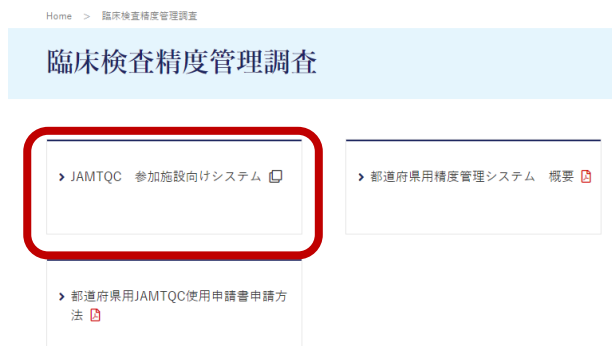 Home > 臨床検査精度管理調査
臨床検査精度管理調査
JAMTQC 参加施設向けシステム
都道府県用精度管理システム 概要
都道府県用JAMTQC使用申請書申請方
法